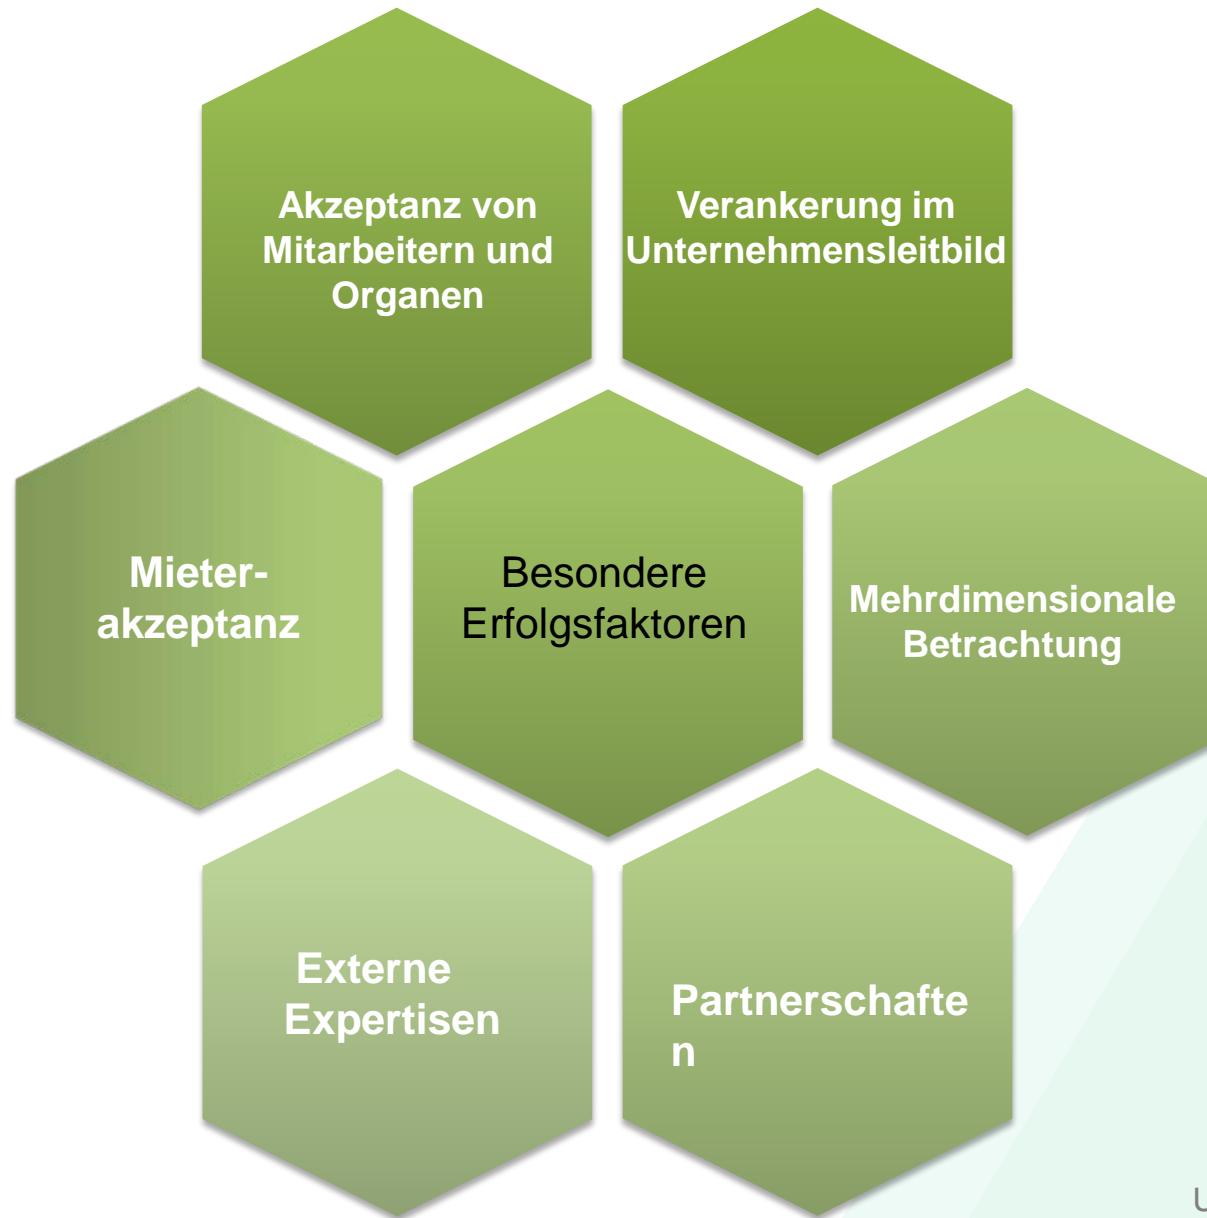 Akzeptanz von
Mitarbeitern und
Organen
Verankerung im
Unternehmensleitbild
Mieter-
akzeptanz
Besondere
Erfolgsfaktoren
Mehrdimensionale
Betrachtung
Externe
Expertisen
Partnerschafte
n
U